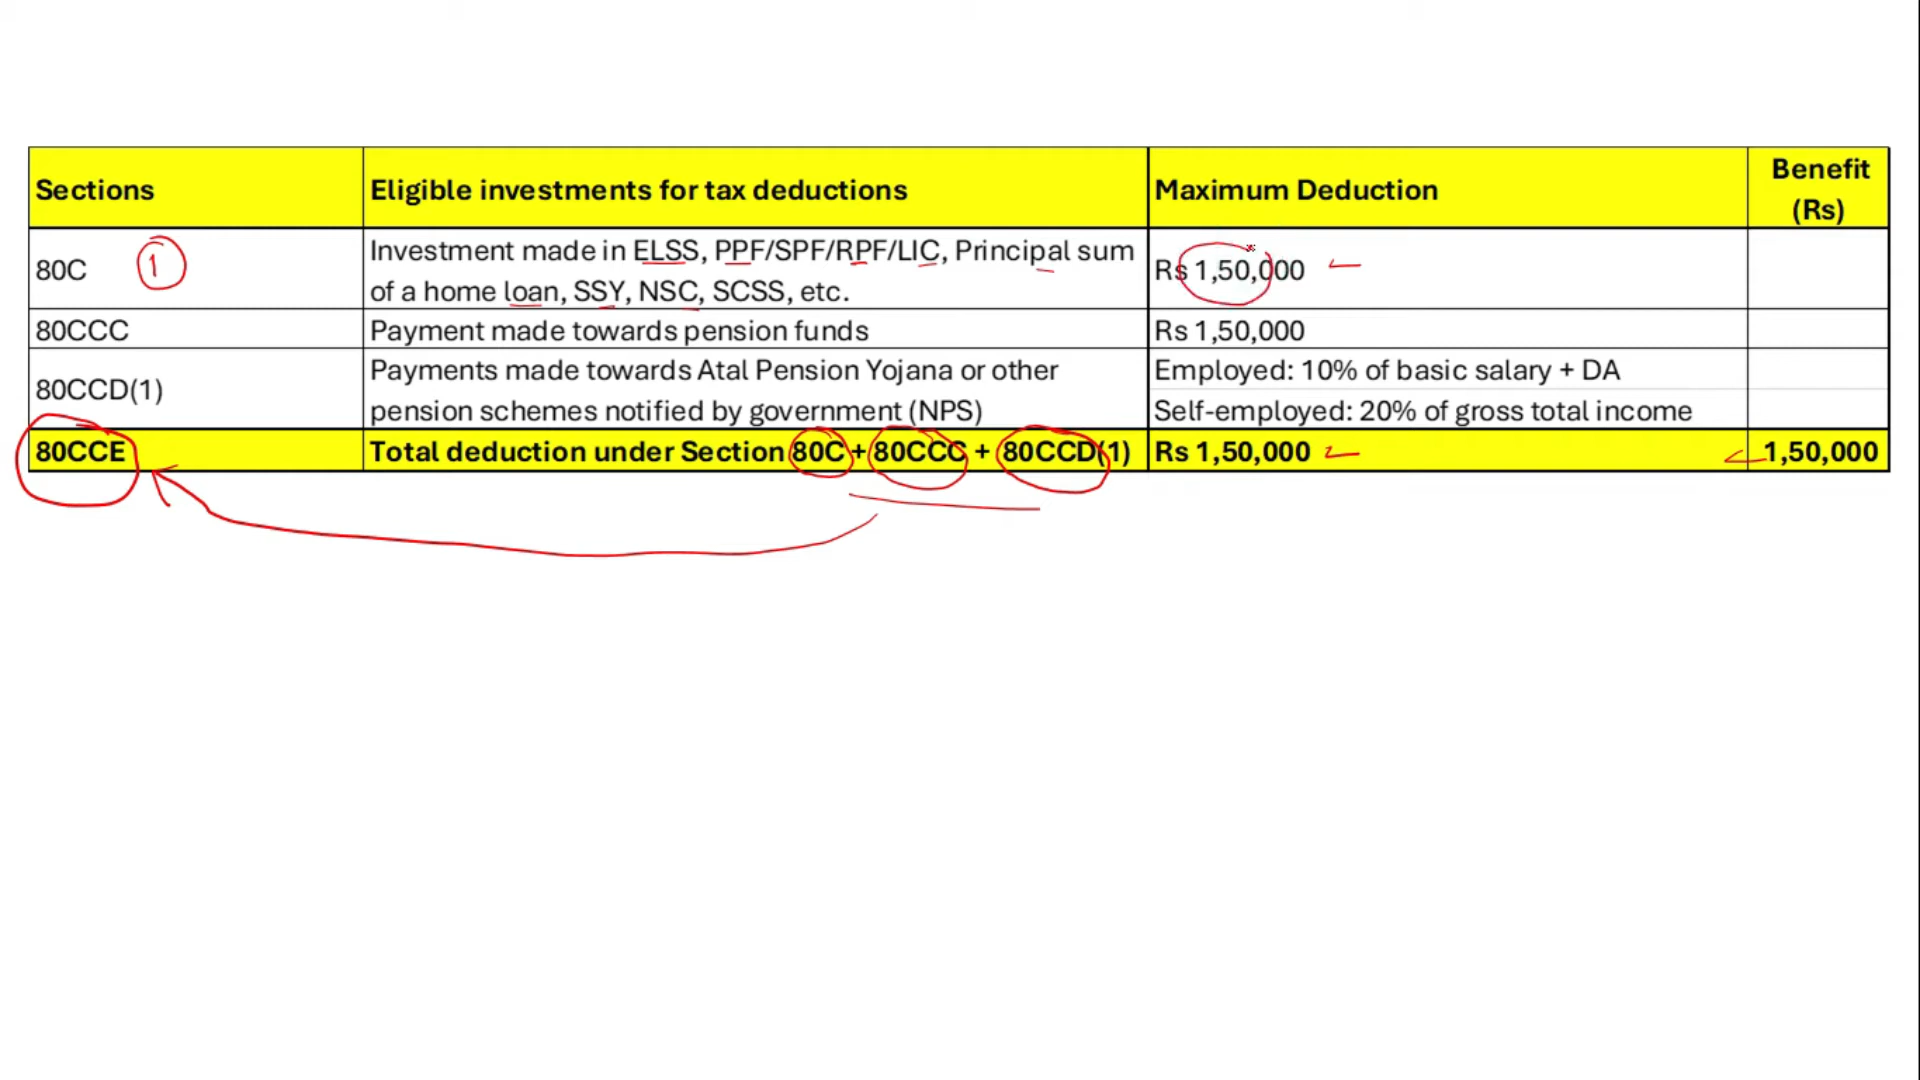 Sections Eligible investments for tax deductions Maximum Deduction Benefit
(Rs)
80C 1 Investment made in ELSS, PPF/SPF/RPF/LIC, Principal sum Rs 1,50,000
of a home loan, SSY, NSC, SCSS, etc.
80CCC Payment made towards pension funds Rs 1,50,000
80CCD(1) Payments made towards Atal Pension Yojana or other Employed: 10% of basic salary + DA
pension schemes notified by government (NPS) Self-employed: 20% of gross total income
80CCE Total deduction under Section 80C + 80CCC + 80CCD(1) Rs 1,50,000 1,50,000